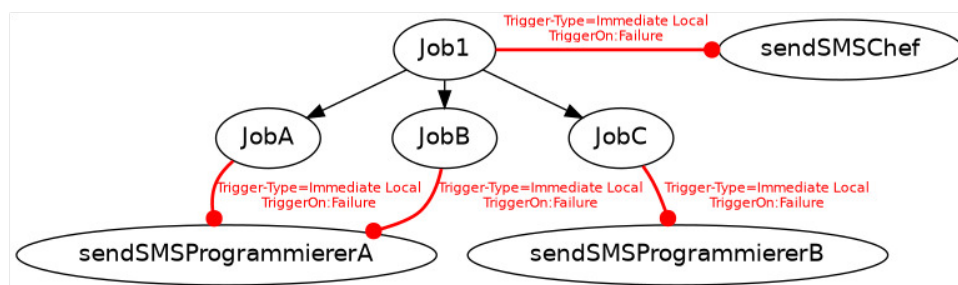 Trigger-Type=Immediate Local
TriggerOn:Failure
Job1
sendSMSChef
JobA
JobB
JobC
Trigger-Type=Immediate Local
TriggerOn:Failure
Trigger-Type=Immediate Local
TriggerOn:Failure
Trigger-Type=Immediate Local
TriggerOn:Failure
sendSMSProgrammiererA
sendSMSProgrammiererB